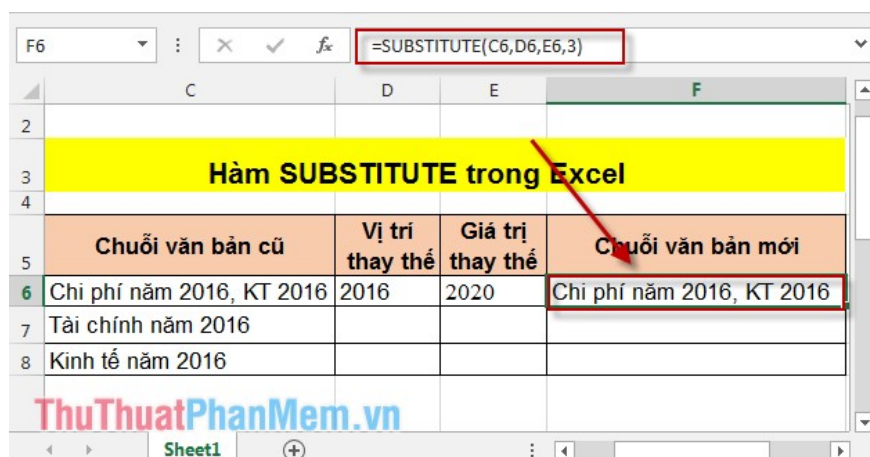 F6 fx =SUBSTITUTE(C6,D6,E6,3)
C D E F
2
3 Hàm SUBSTITUTE trong Excel
4
Vị trí Giá trị
Chuỗi văn bản cũ Chuỗi văn bản mới
5 thay thế thay thế
6 Chi phí năm 2016, KT 2016 2016 2020 Chi phí năm 2016, KT 2016
7 Tài chính năm 2016
8 Kinh tế năm 2016
ThuThuatPhanMem.vn
Sheet1